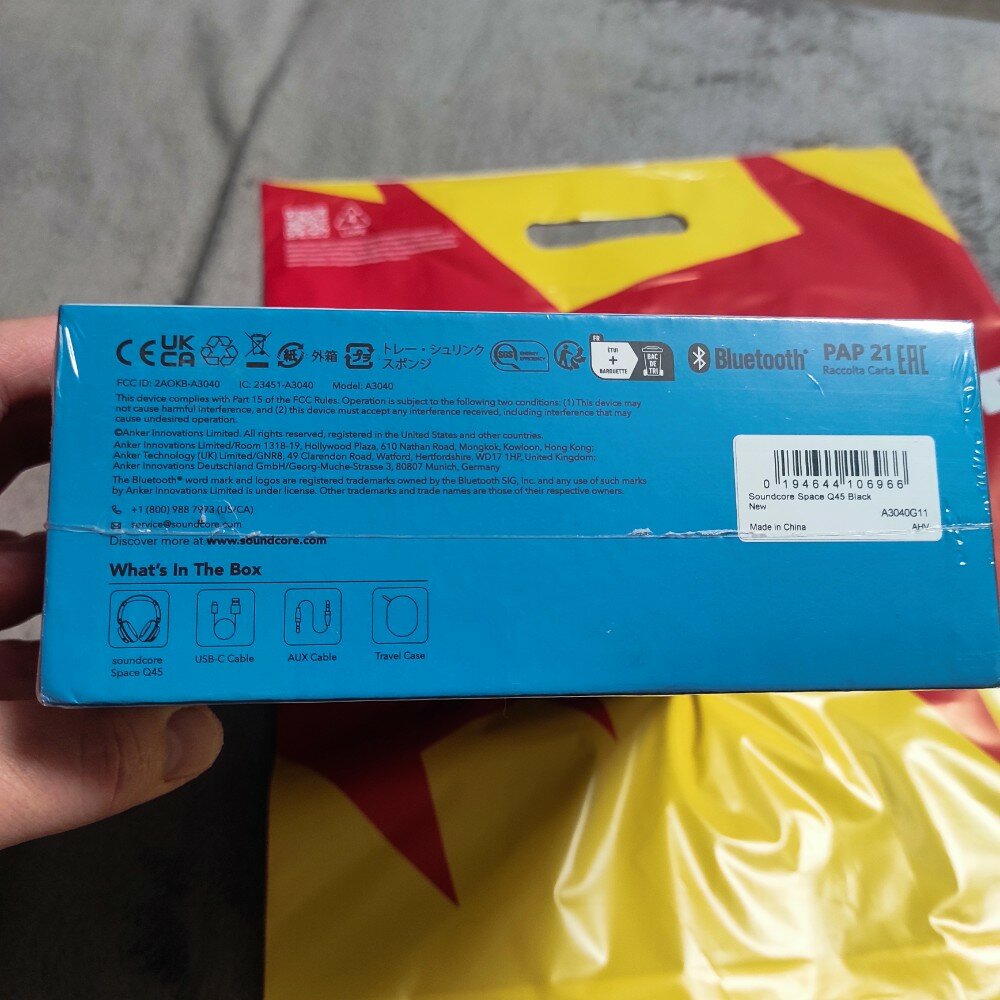 CE UK CA 紙 外箱 プラ トレー・シュリンク スポンジ SGS ENERGY EFFICIENCY FR ÉTUI + BARQUETTE BAC DE TRI Bluetooth® PAP 21 Raccolta Carta EAC
FCC ID: 2AOKB-A3040 IC: 23451-A3040 Model: A3040
This device complies with Part 15 of the FCC Rules. Operation is subject to the following two conditions: (1) This device may
not cause harmful interference, and (2) this device must accept any interference received, including interference that may
cause undesired operation.
©Anker Innovations Limited. All rights reserved, registered in the United States and other countries.
Anker Innovations Limited/Room 1318-19, Hollywood Plaza, 610 Nathan Road, Mongkok, Kowloon, Hong Kong;
Anker Technology (UK) Limited/GNR8, 49 Clarendon Road, Watford, Hertfordshire, WD17 1HP, United Kingdom;
Anker Innovations Deutschland GmbH/Georg-Muche-Strasse 3, 80807 Munich, Germany
The Bluetooth® word mark and logos are registered trademarks owned by the Bluetooth SIG, Inc. and any use of such marks
by Anker Innovations Limited is under license. Other trademarks and trade names are those of their respective owners.
+1 (800) 988 7973 (US/CA)
service@soundcore.com
Discover more at www.soundcore.com
What's In The Box
soundcore
Space Q45
USB-C Cable
AUX Cable
Travel Case
0 194644 106966
Soundcore Space Q45 Black
New
A3040G11
Made in China
AHV